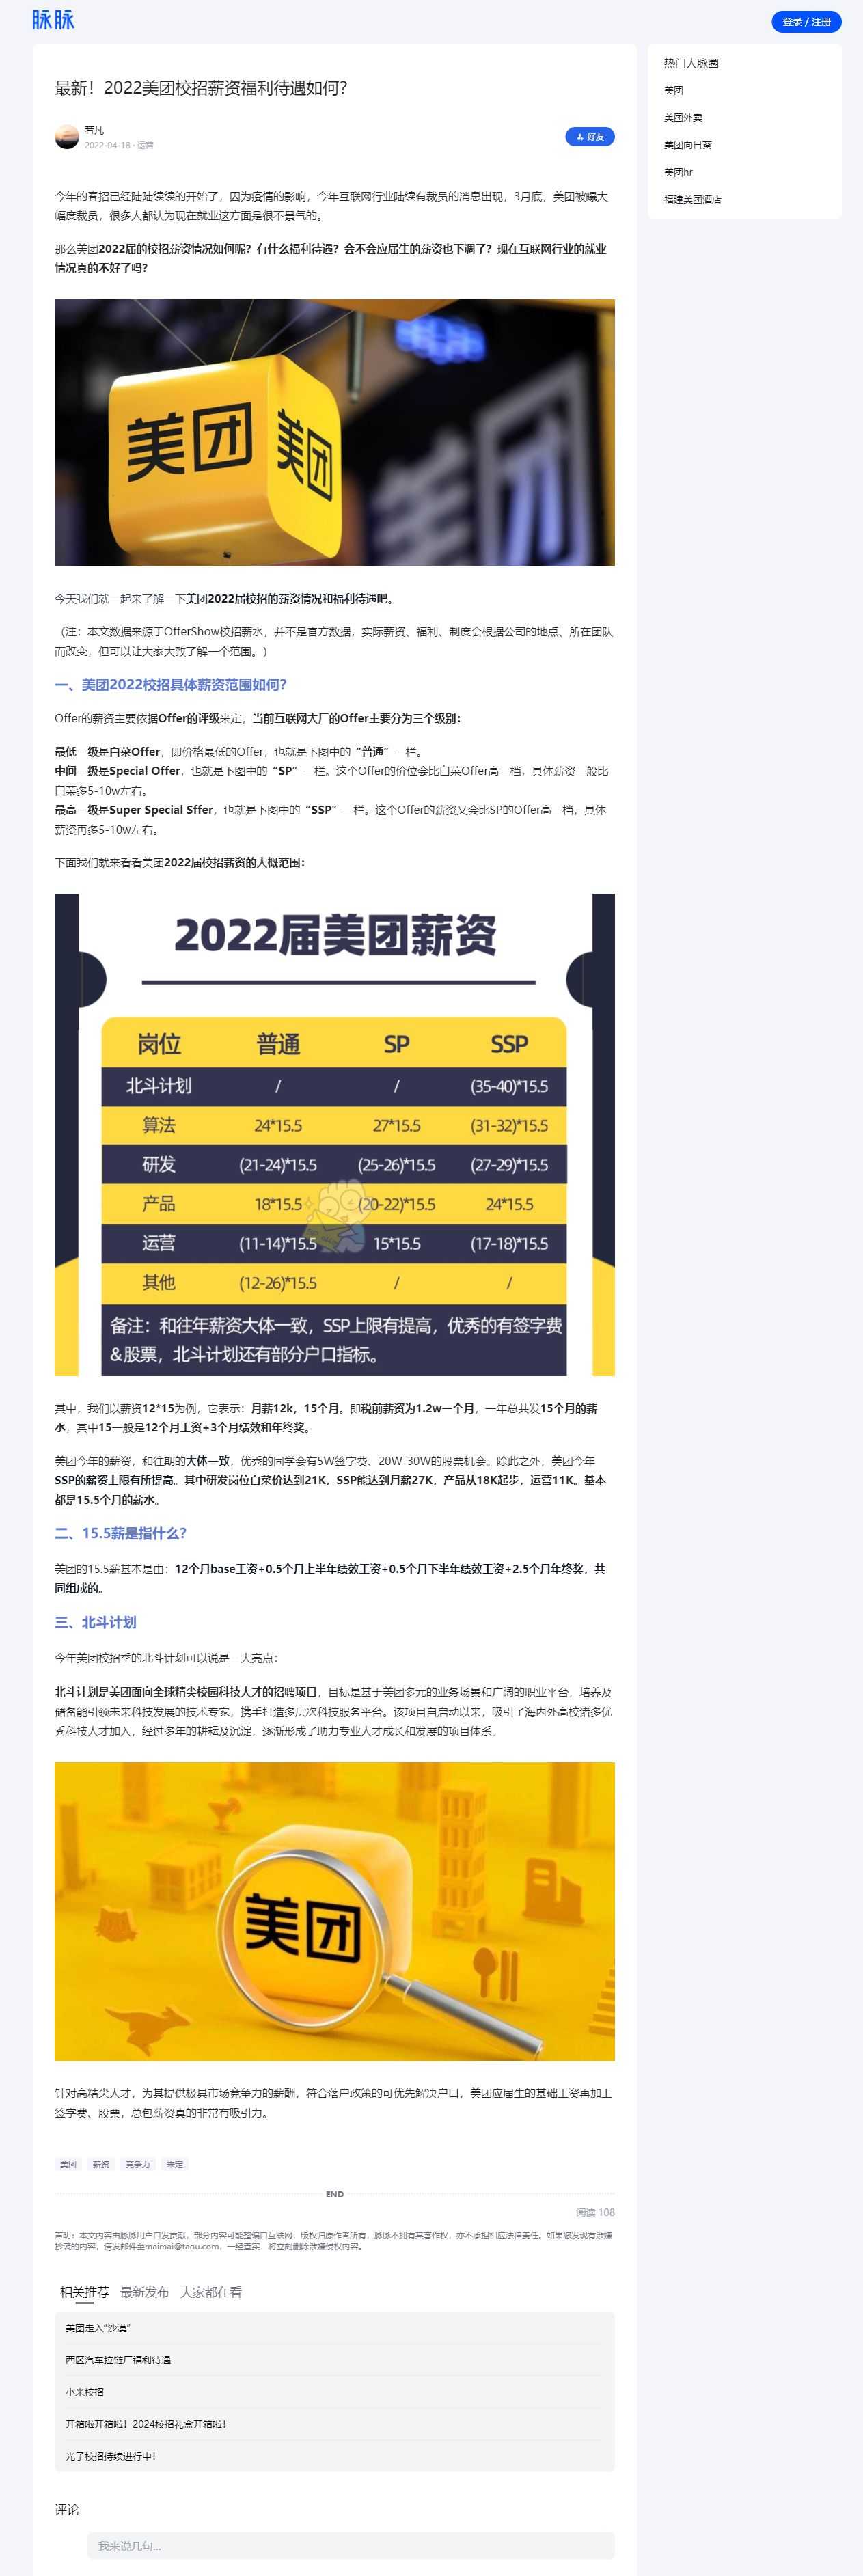 脉脉
登录 / 注册
最新！2022美团校招薪资福利待遇如何？
若凡
2022-04-18 · 运营
好友
今年的春招已经陆陆续续的开始了，因为疫情的影响，今年互联网行业陆续有裁员的消息出现，3月底，美团被曝大
幅度裁员，很多人都认为现在就业这方面是很不景气的。
那么美团2022届的校招薪资情况如何呢？有什么福利待遇？会不会应届生的薪资也下调了？现在互联网行业的就业
情况真的不好了吗？
美团
美团
美团
今天我们就一起来了解一下美团2022届校招的薪资情况和福利待遇吧。
（注：本文数据来源于OfferShow校招薪水，并不是官方数据，实际薪资、福利、制度会根据公司的地点、所在团队
而改变，但可以让大家大致了解一个范围。）
一、美团2022校招具体薪资范围如何？
Offer的薪资主要依据Offer的评级来定，当前互联网大厂的Offer主要分为三个级别：
最低一级是白菜Offer，即价格最低的Offer，也就是下图中的“普通”一栏。
中间一级是Special Offer，也就是下图中的“SP”一栏。这个Offer的价位会比白菜Offer高一档，具体薪资一般比
白菜多5-10w左右。
最高一级是Super Special Sffer，也就是下图中的“SSP”一栏。这个Offer的薪资又会比SP的Offer高一档，具体
薪资再多5-10w左右。
下面我们就来看看美团2022届校招薪资的大概范围：
2022届美团薪资
岗位 普通 SP SSP
北斗计划 / / (35-40)*15.5
算法 24*15.5 27*15.5 (31-32)*15.5
研发 (21-24)*15.5 (25-26)*15.5 (27-29)*15.5
产品 18*15.5 (20-22)*15.5 24*15.5
运营 (11-14)*15.5 15*15.5 (17-18)*15.5
其他 (12-26)*15.5 / /
备注：和往年薪资大体一致，SSP上限有提高，优秀的有签字费
&股票，北斗计划还有部分户口指标。
其中，我们以薪资12*15为例，它表示：月薪12k，15个月。即税前薪资为1.2w一个月，一年总共发15个月的薪
水，其中15一般是12个月工资+3个月绩效和年终奖。
美团今年的薪资，和往期的大体一致，优秀的同学会有5W签字费、20W-30W的股票机会。除此之外，美团今年
SSP的薪资上限有所提高。其中研发岗位白菜价达到21K，SSP能达到月薪27K，产品从18K起步，运营11K。基本
都是15.5个月的薪水。
二、15.5薪是指什么？
美团的15.5薪基本是由：12个月base工资+0.5个月上半年绩效工资+0.5个月下半年绩效工资+2.5个月年终奖，共
同组成的。
三、北斗计划
今年美团校招季的北斗计划可以说是一大亮点：
北斗计划是美团面向全球精尖校园科技人才的招聘项目，目标是基于美团多元的业务场景和广阔的职业平台，培养及
储备能引领未来科技发展的技术专家，携手打造多层次科技服务平台。该项目自启动以来，吸引了海内外高校诸多优
秀科技人才加入，经过多年的耕耘及沉淀，逐渐形成了助力专业人才成长和发展的项目体系。
美团
针对高精尖人才，为其提供极具市场竞争力的薪酬，符合落户政策的可优先解决户口，美团应届生的基础工资再加上
签字费、股票，总包薪资真的非常有吸引力。
美团 薪资 竞争力 来定
END
阅读 108
声明：本文内容由脉脉用户自发贡献，部分内容可能整编自互联网，版权归原作者所有，脉脉不拥有其著作权，亦不承担相应法律责任。如果您发现有涉嫌
抄袭的内容，请发邮件至maimai@taou.com，一经查实，将立刻删除涉嫌侵权内容。
相关推荐 最新发布 大家都在看
美团走入“沙漠”
西区汽车拉链厂福利待遇
小米校招
开箱啦开箱啦！2024校招礼盒开箱啦！
光子校招持续进行中！
评论
我来说几句...
热门人脉圈
美团
美团外卖
美团向日葵
美团hr
福建美团酒店